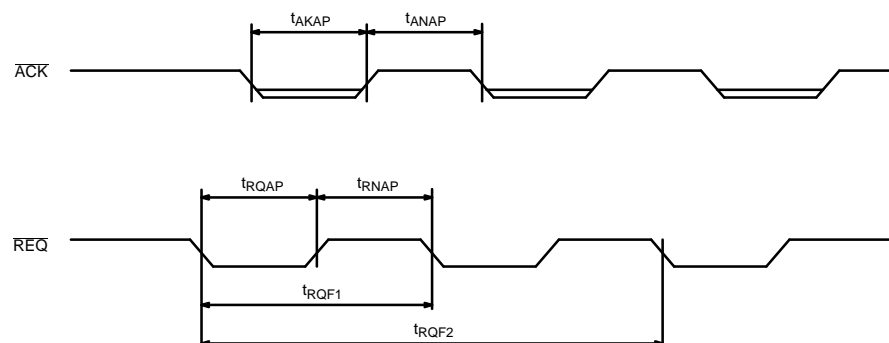 tAKAP tANAP
ACK
tRQAP tRNAP
REQ
tRQF1
tRQF2